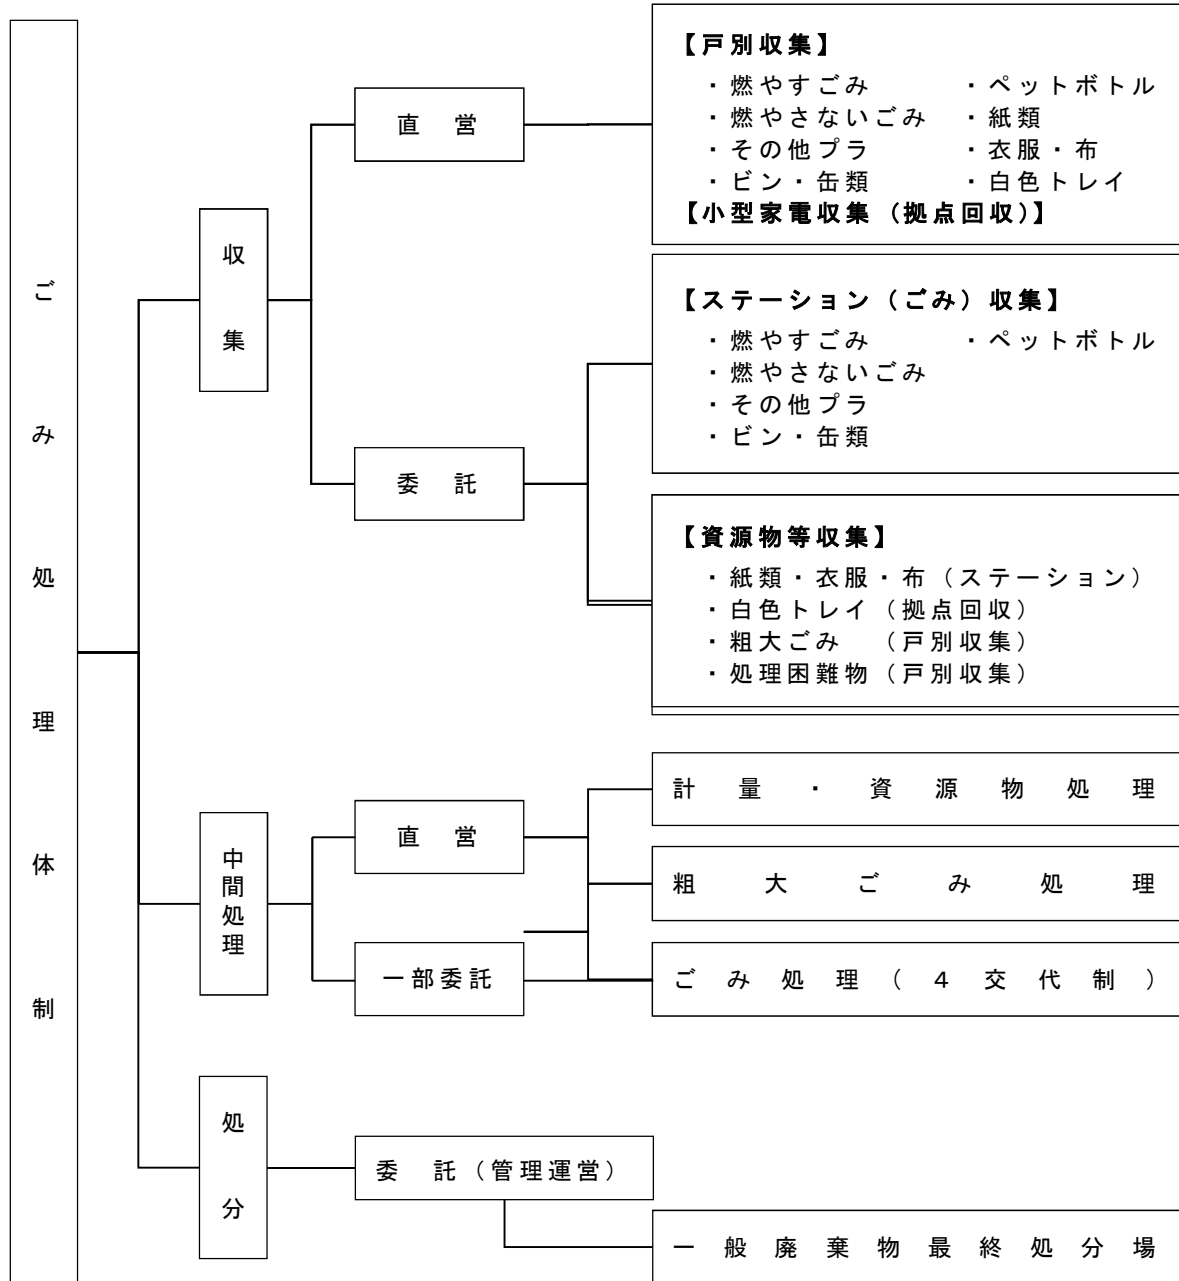 ごみ処理体制
収集
直営
【戸別収集】
・燃やすごみ ・ペットボトル
・燃やさないごみ ・紙類
・その他プラ ・衣服・布
・ビン・缶類 ・白色トレイ
【小型家電収集（拠点回収）】
委託
【ステーション（ごみ）収集】
・燃やすごみ ・ペットボトル
・燃やさないごみ
・その他プラ
・ビン・缶類
【資源物等収集】
・紙類・衣服・布（ステーション）
・白色トレイ（拠点回収）
・粗大ごみ （戸別収集）
・処理困難物（戸別収集）
中間処理
直営
一部委託
計量・資源物処理
粗大ごみ処理
ごみ処理（４交代制）
処分
委託（管理運営）
一般廃棄物最終処分場